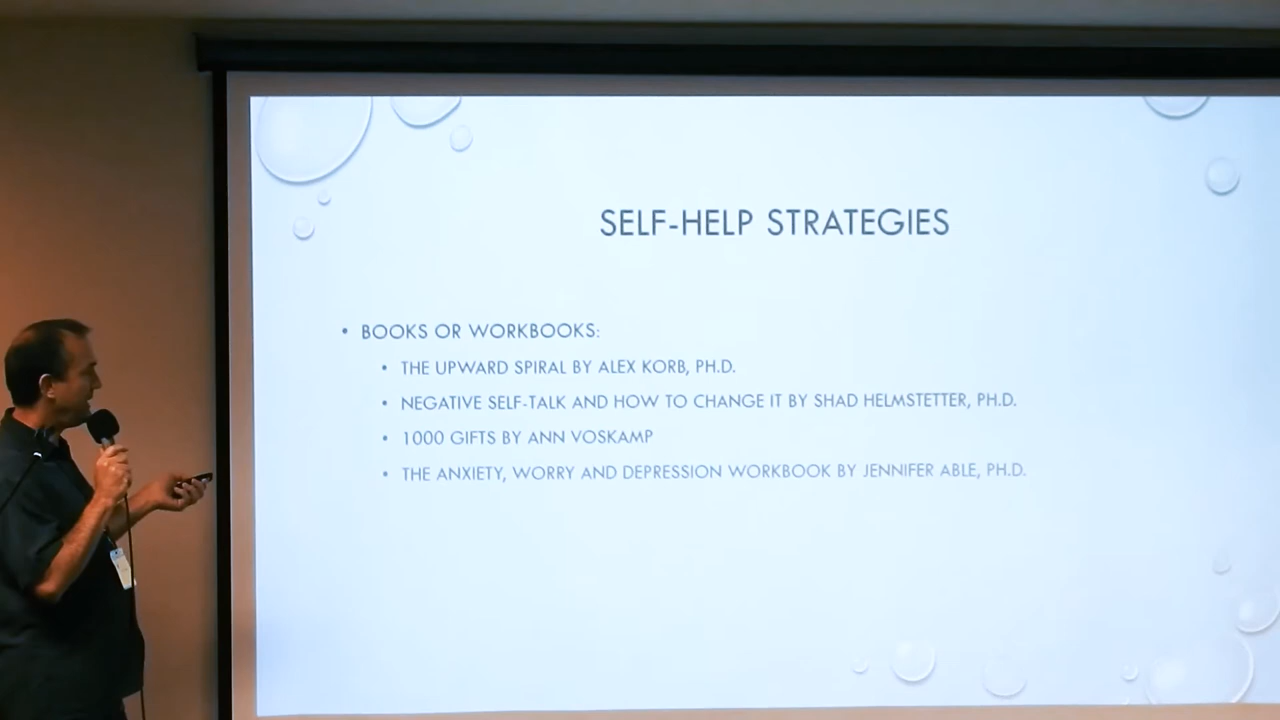 SELF-HELP STRATEGIES
• BOOKS OR WORKBOOKS:
• THE UPWARD SPIRAL BY ALEX KORB, PH.D.
• NEGATIVE SELF-TALK AND HOW TO CHANGE IT BY SHAD HELMSTETTER, PH.D.
• 1000 GIFTS BY ANN VOSKAMP
• THE ANXIETY, WORRY AND DEPRESSION WORKBOOK BY JENNIFER ABLE, PH.D.